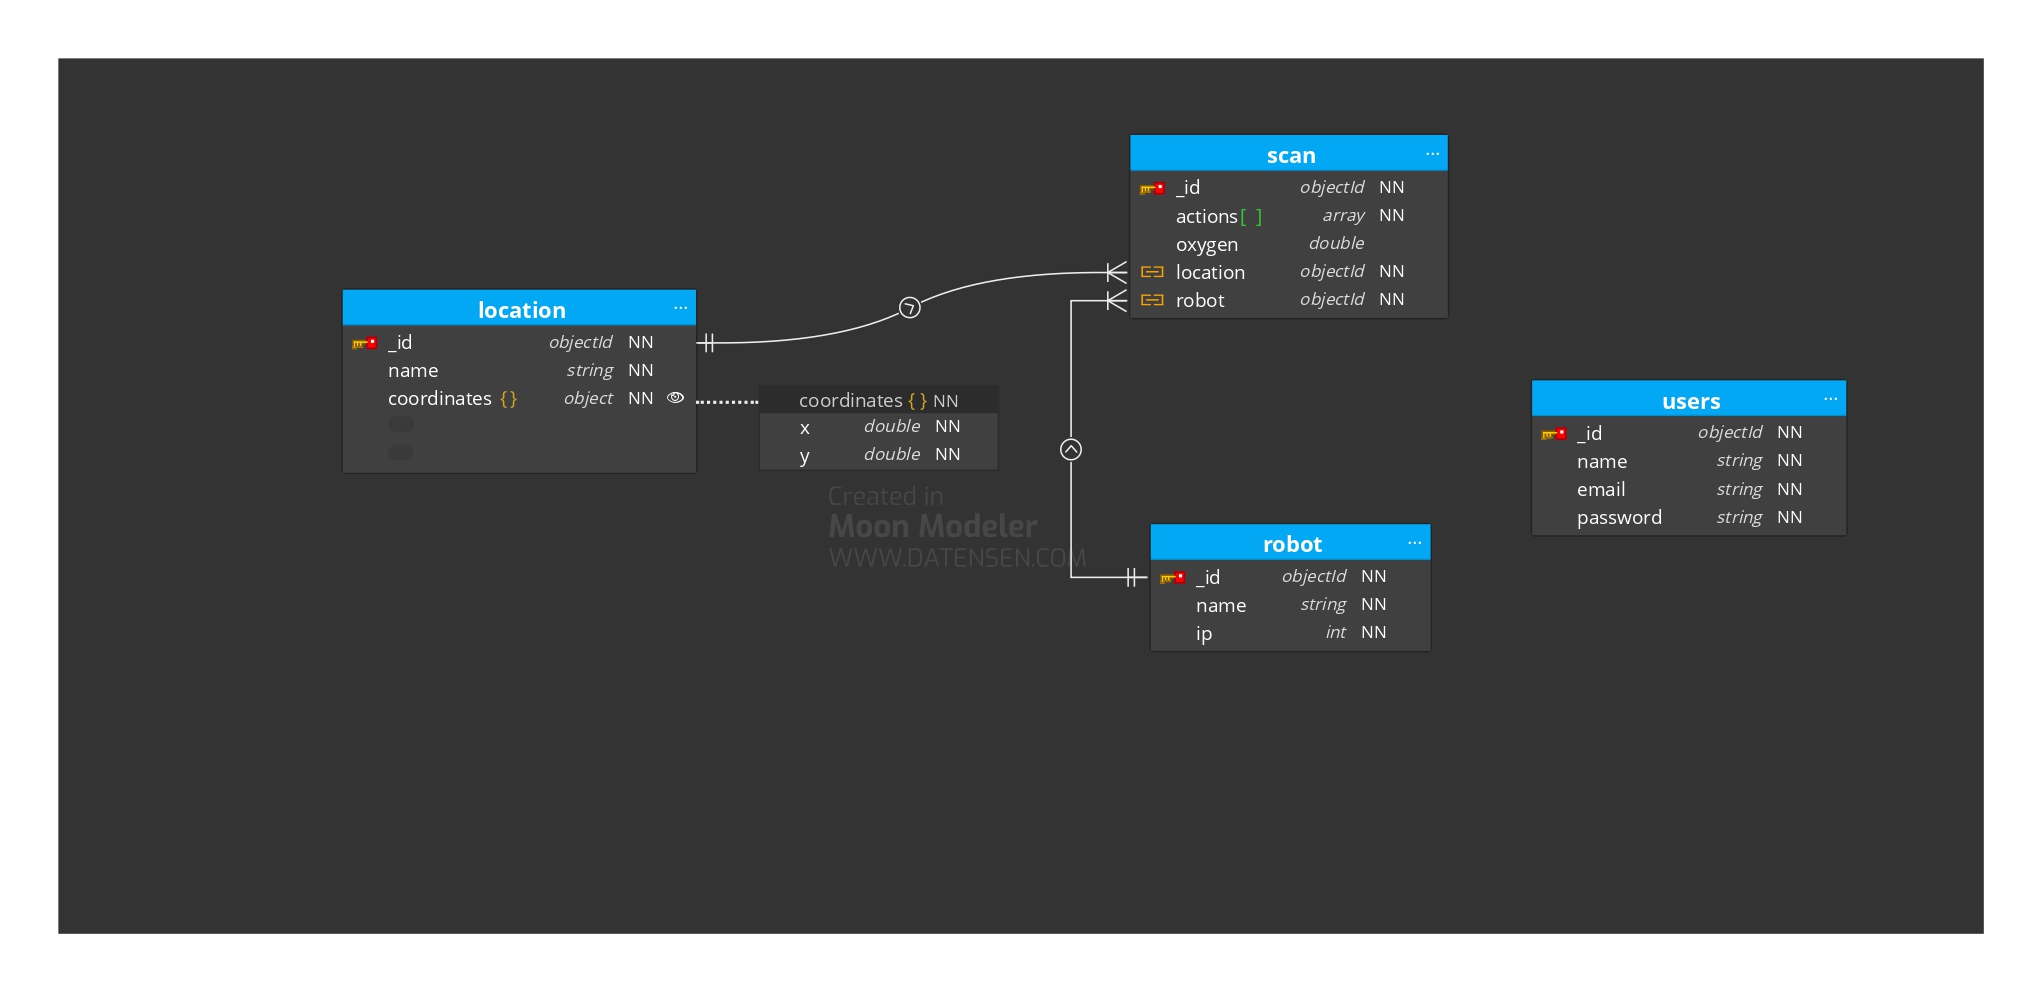 scan ...
_id objectId NN
actions[ ] array NN
oxygen double
location objectId NN
robot objectId NN
location ...
_id objectId NN
name string NN
coordinates {} object NN
coordinates {} NN
x double NN
y double NN
users ...
_id objectId NN
name string NN
email string NN
password string NN
Created in
Moon Modeler
WWW.DATENSEN.COM
robot ...
_id objectId NN
name string NN
ip int NN